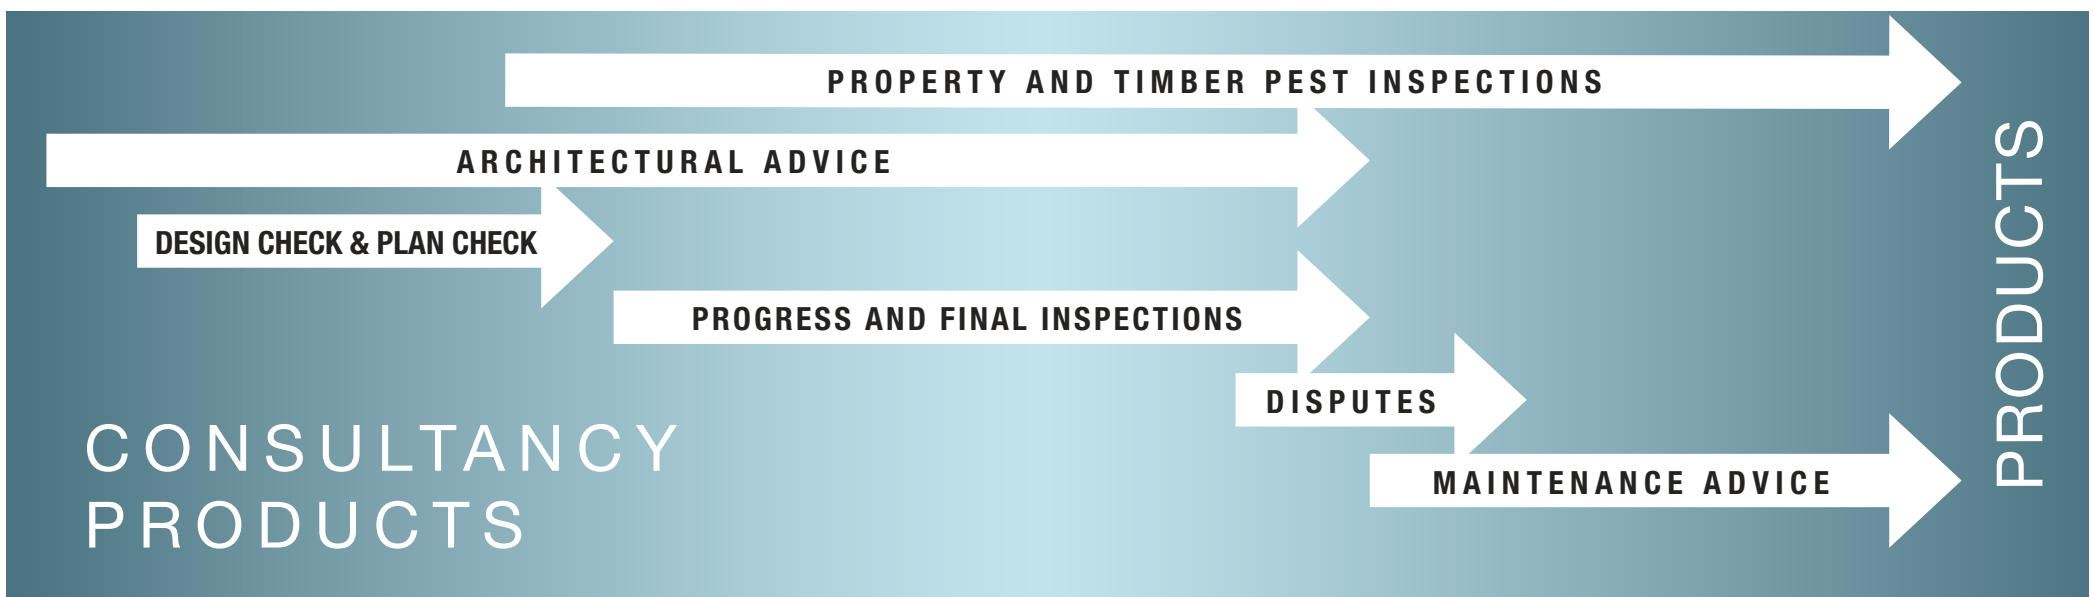 PROPERTY AND TIMBER PEST INSPECTIONS
ARCHITECTURAL ADVICE
DESIGN CHECK & PLAN CHECK
PROGRESS AND FINAL INSPECTIONS
DISPUTES
MAINTENANCE ADVICE
CONSULTANCY
PRODUCTS
PRODUCTS